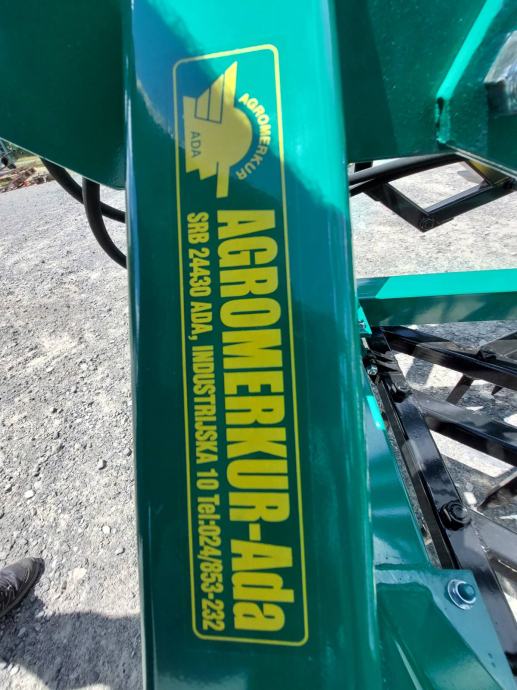 AGROMERKUR
ADA
AGROMERKUR-Ada
SRB 24430 ADA, INDUSTRIJSKA 10 Tel:024/853-232